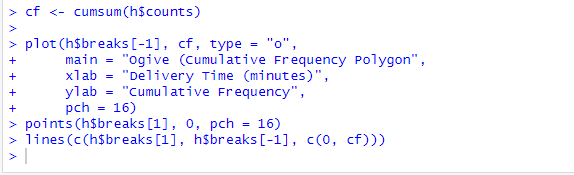 > cf <- cumsum(h$counts)
>
> plot(h$breaks[-1], cf, type = "o",
+      main = "Ogive (Cumulative Frequency Polygon",
+      xlab = "Delivery Time (minutes)",
+      ylab = "Cumulative Frequency",
+      pch = 16)
> points(h$breaks[1], 0, pch = 16)
> lines(c(h$breaks[1], h$breaks[-1], c(0, cf)))
>